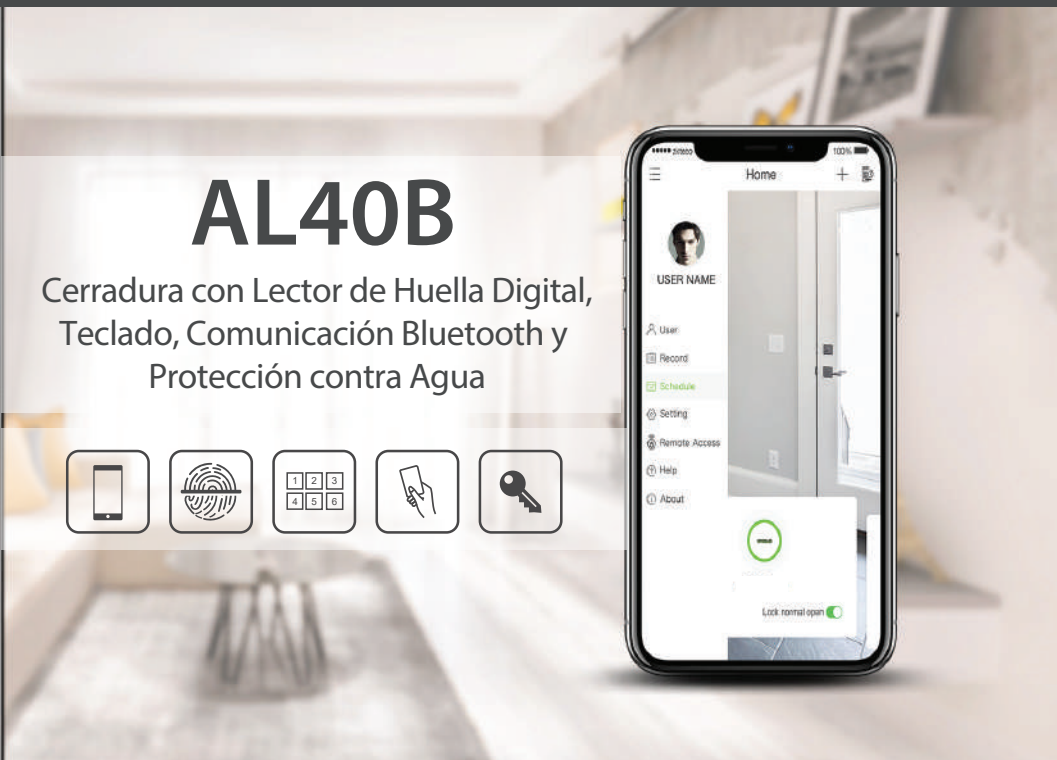 AL40B
Cerradura con Lector de Huella Digital,
Teclado, Comunicación Bluetooth y
Protección contra Agua
1 2 3
4 5 6
100%
Home
USER NAME
User
Record
Schedule
Setting
Remote Access
Help
About
Lock normal open